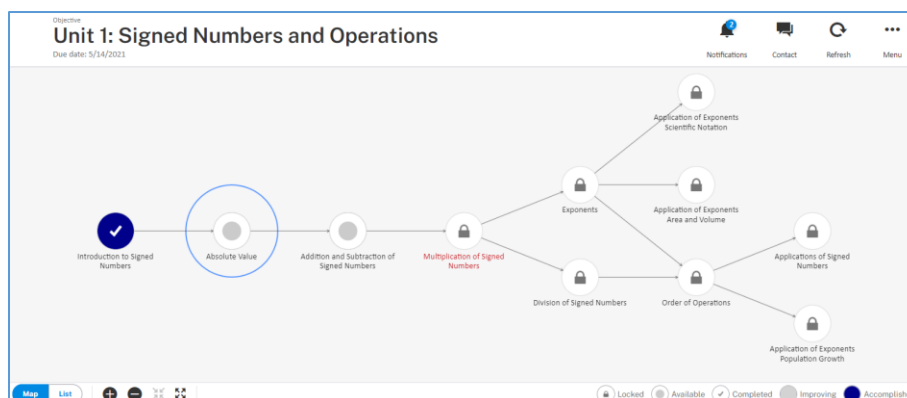 Objective
Unit 1: Signed Numbers and Operations
Due date: 5/14/2021
2
Notifications
Contact
Refresh
Menu
Application of Exponents
Scientific Notation
Exponents
Application of Exponents
Area and Volume
Introduction to Signed
Numbers
Absolute Value
Addition and Subtraction of
Signed Numbers
Multiplication of Signed
Numbers
Applications of Signed
Numbers
Division of Signed Numbers
Order of Operations
Application of Exponents
Population Growth
Map
List
Locked
Available
Completed
Improving
Accomplish